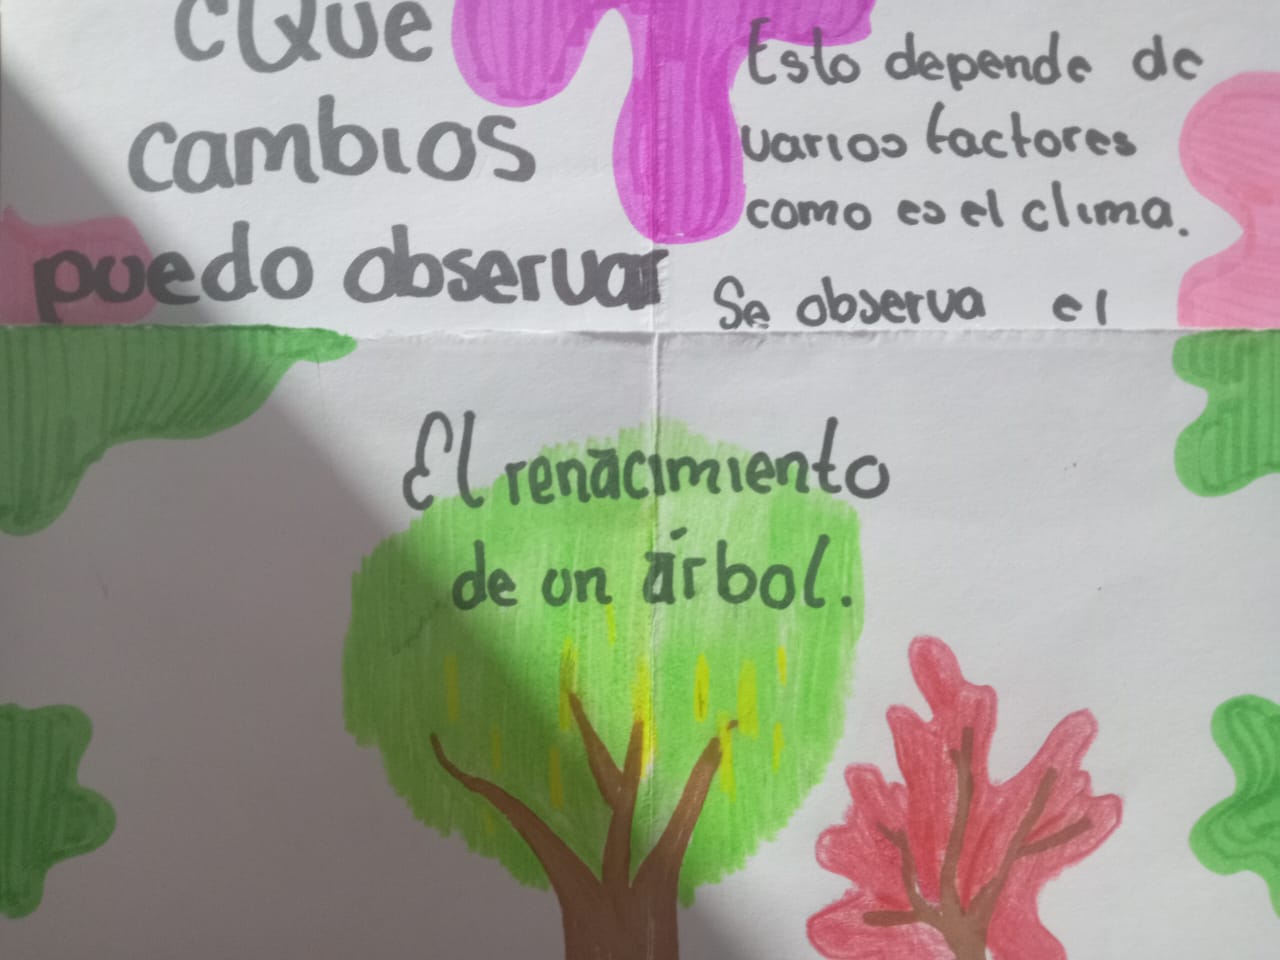 ¿Que
cambios
puedo observar
Esto depende de
varios factores
como es el clima.
Se observa el
El renacimiento
de un árbol.